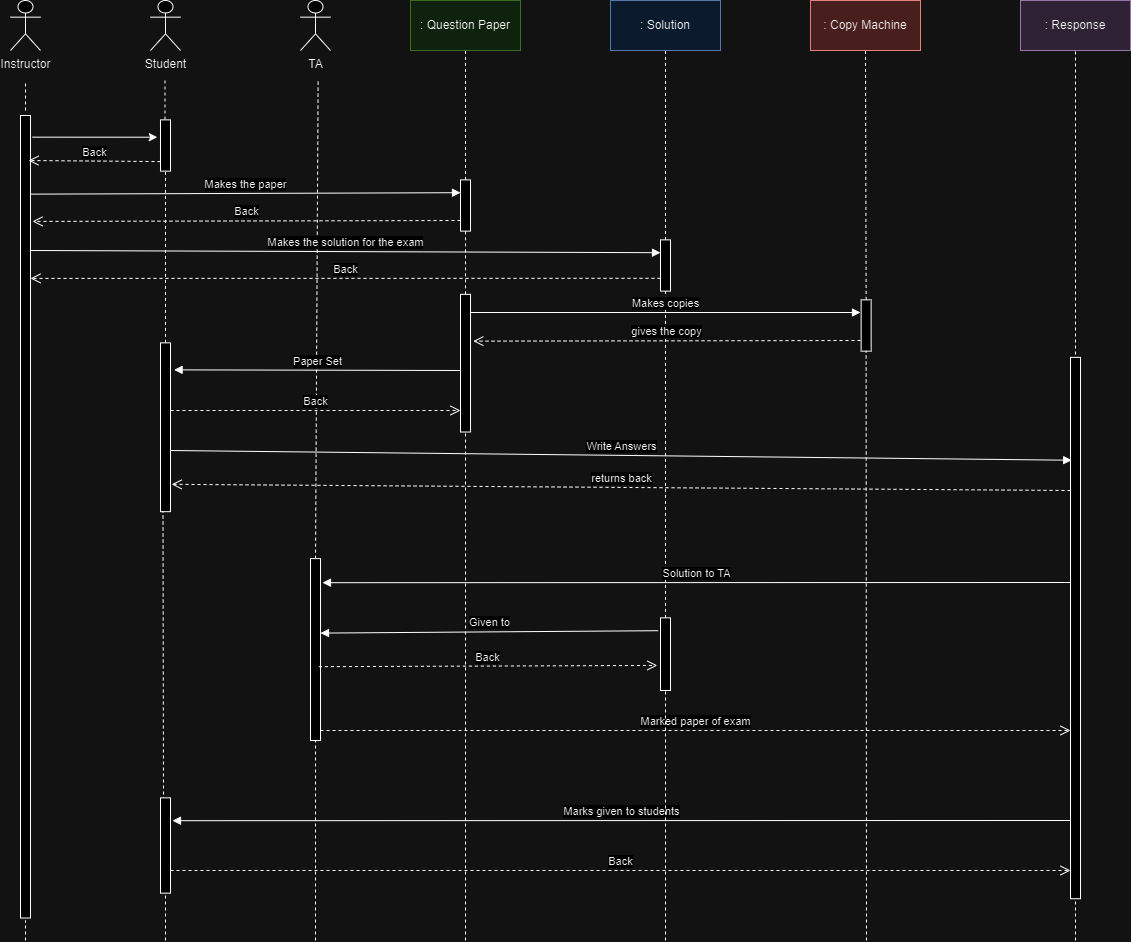 : Question Paper
: Solution
: Copy Machine
: Response
Instructor
Student
TA
Back
Makes the paper
Back
Makes the solution for the exam
Back
Makes copies
gives the copy
Paper Set
Back
Write Answers
returns back
Solution to TA
Given to
Back
Marked paper of exam
Marks given to students
Back